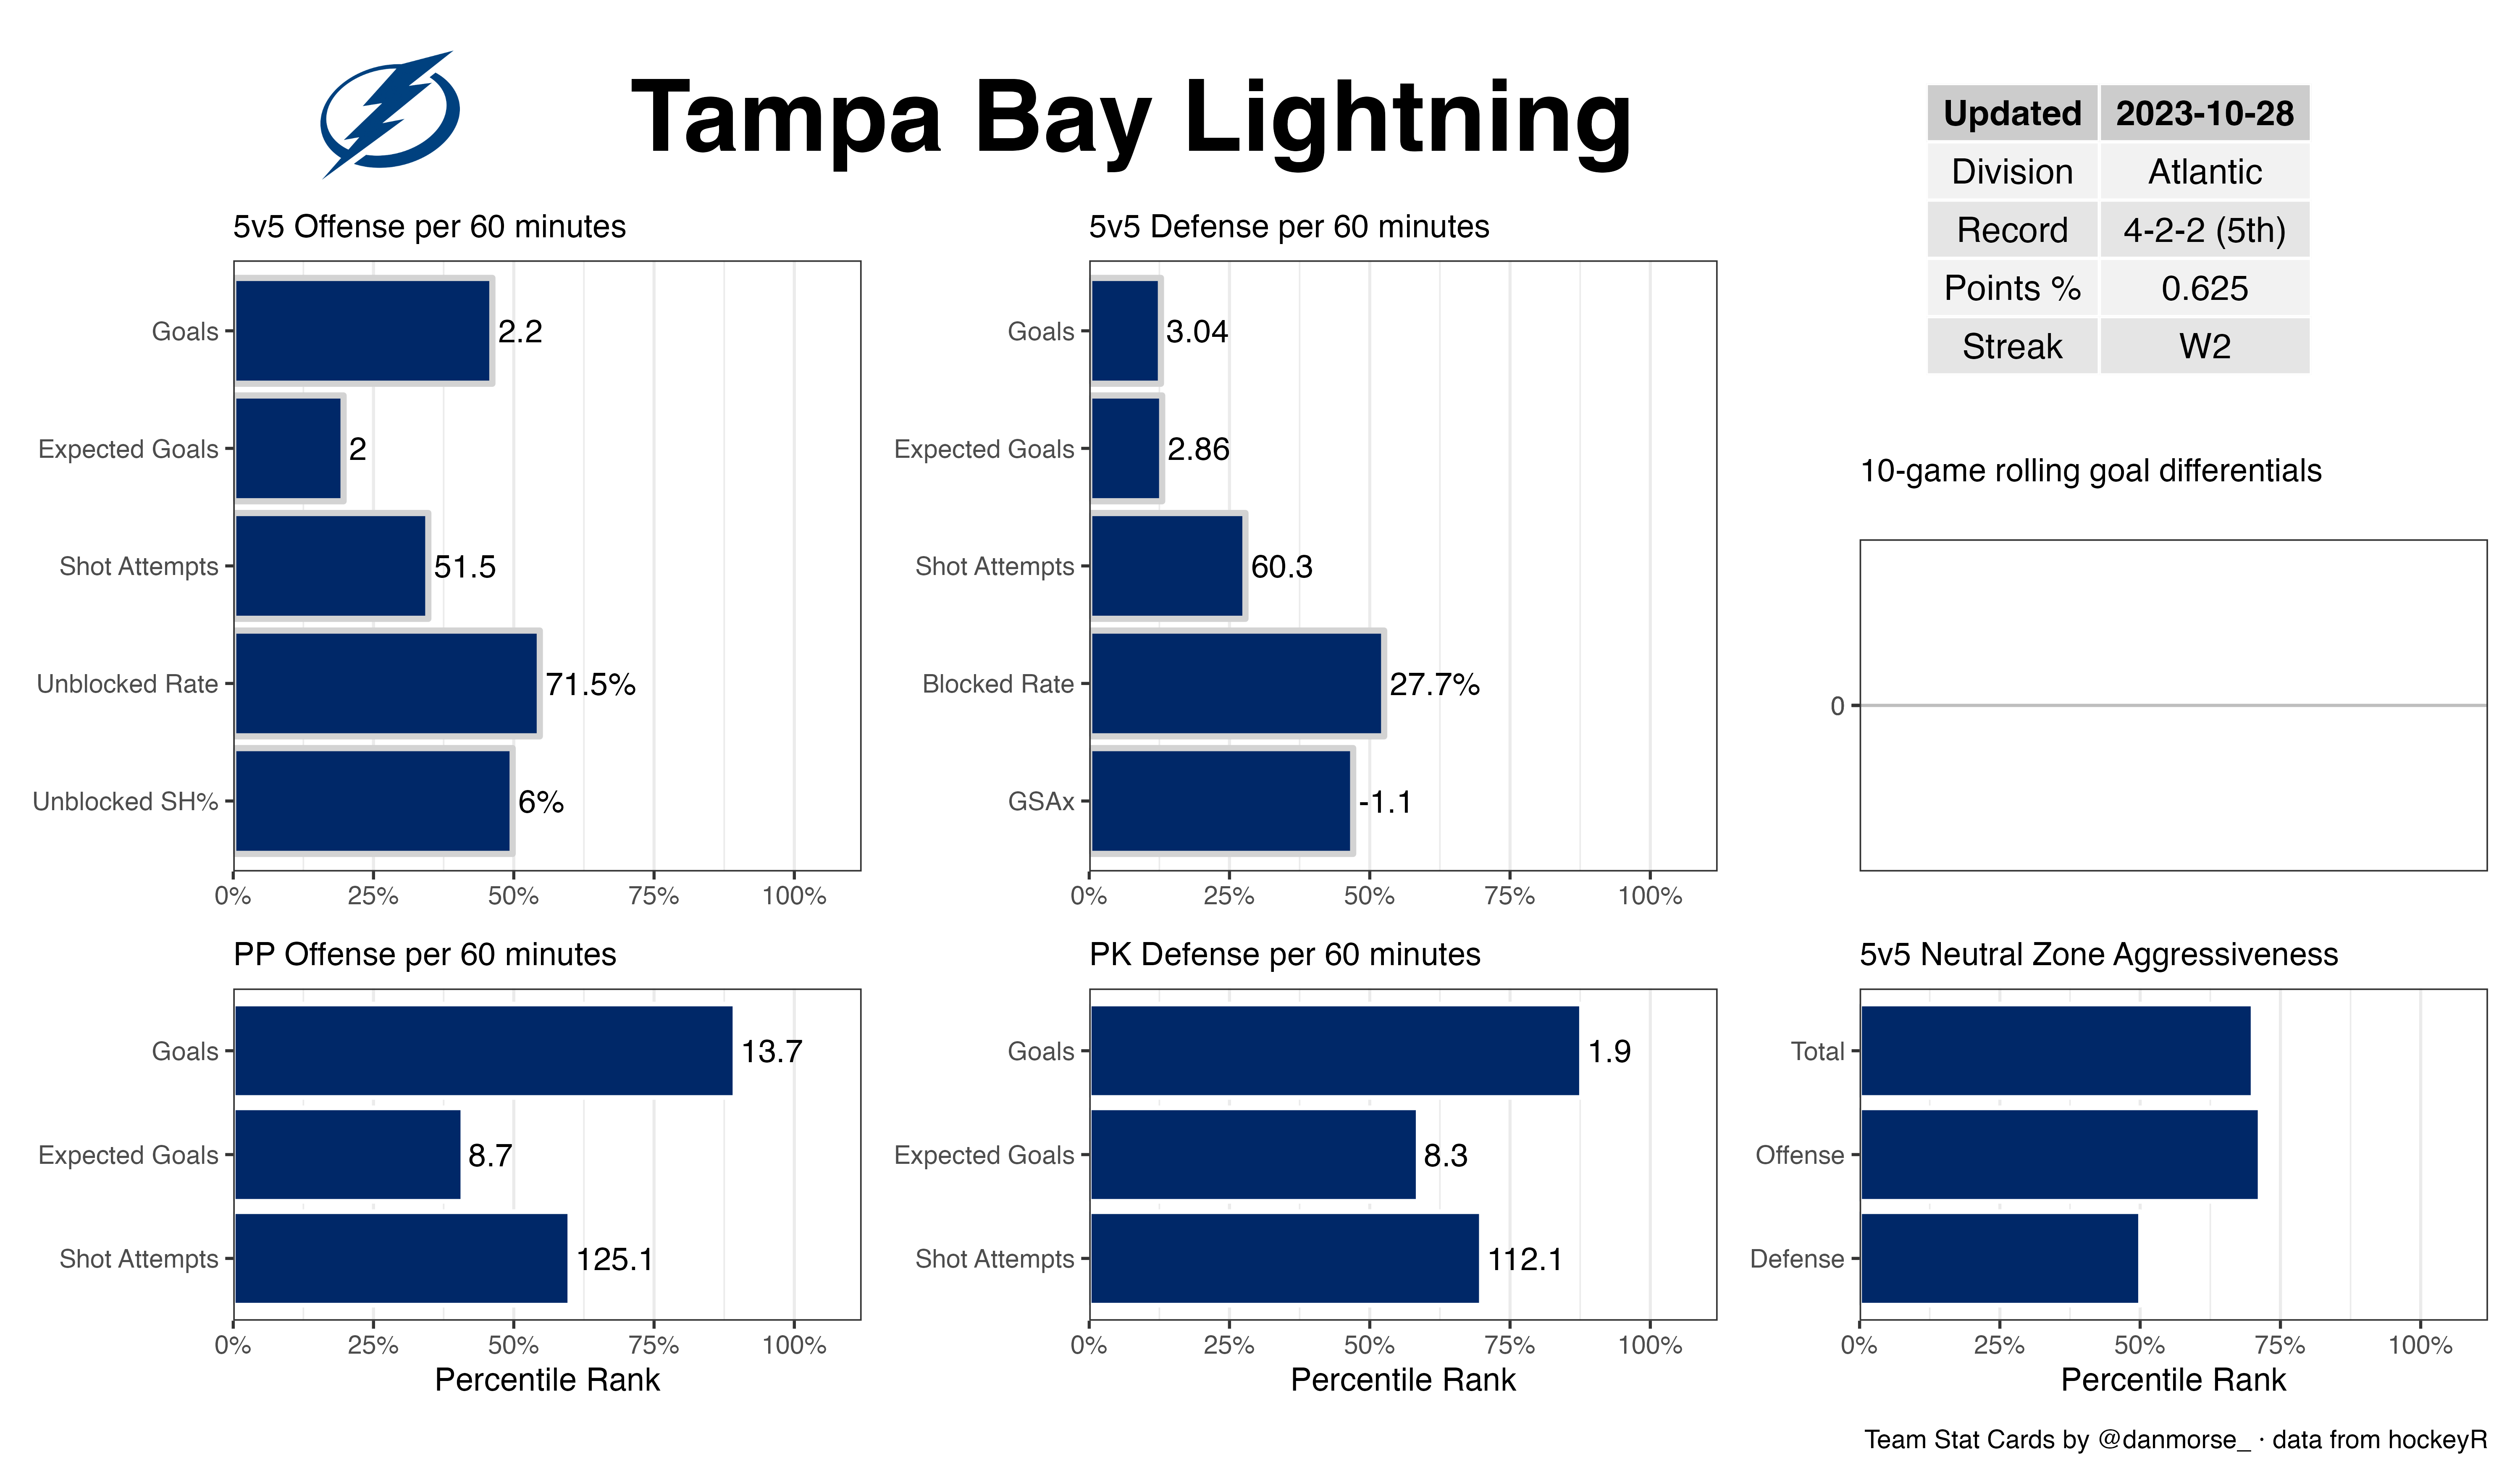 Tampa Bay Lightning
Updated 2023-10-28
Division Atlantic
Record 4-2-2 (5th)
Points % 0.625
Streak W2
5v5 Offense per 60 minutes
Goals 2.2
Expected Goals 2
Shot Attempts 51.5
Unblocked Rate 71.5%
Unblocked SH% 6%
0% 25% 50% 75% 100%
5v5 Defense per 60 minutes
Goals 3.04
Expected Goals 2.86
Shot Attempts 60.3
Blocked Rate 27.7%
GSAx -1.1
0% 25% 50% 75% 100%
10-game rolling goal differentials
0
PP Offense per 60 minutes
Goals 13.7
Expected Goals 8.7
Shot Attempts 125.1
0% 25% 50% 75% 100%
Percentile Rank
PK Defense per 60 minutes
Goals 1.9
Expected Goals 8.3
Shot Attempts 112.1
0% 25% 50% 75% 100%
Percentile Rank
5v5 Neutral Zone Aggressiveness
Total
Offense
Defense
0% 25% 50% 75% 100%
Percentile Rank
Team Stat Cards by @danmorse_ · data from hockeyR